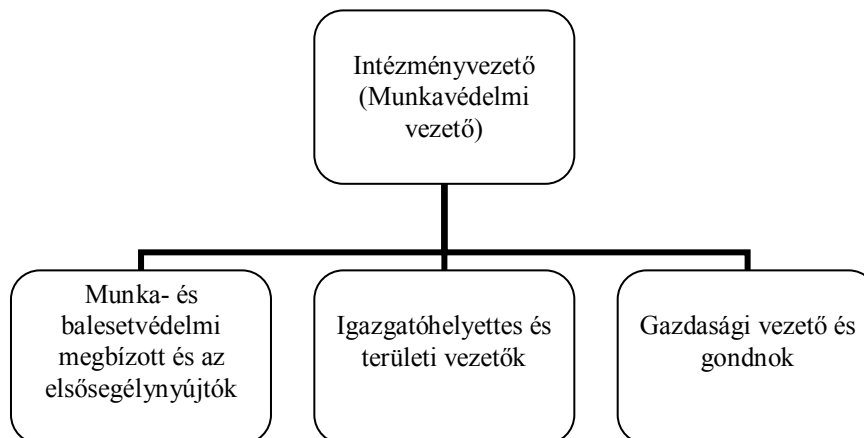 Intézményvezető
(Munkavédelmi
vezető)
Munka- és
balesetvédelmi
megbízott és az
elsősegélynyújtók
Igazgatóhelyettes és
területi vezetők
Gazdasági vezető és
gondnok